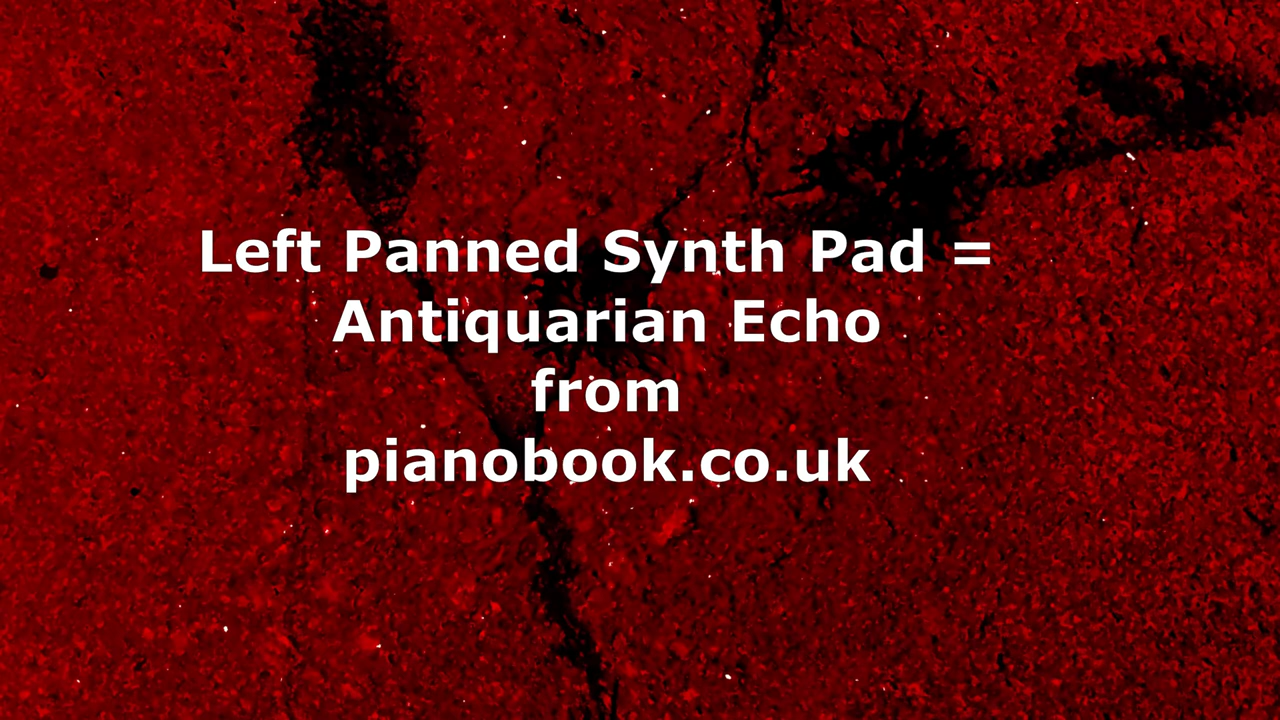 Left Panned Synth Pad =
Antiquarian Echo
from
pianobook.co.uk